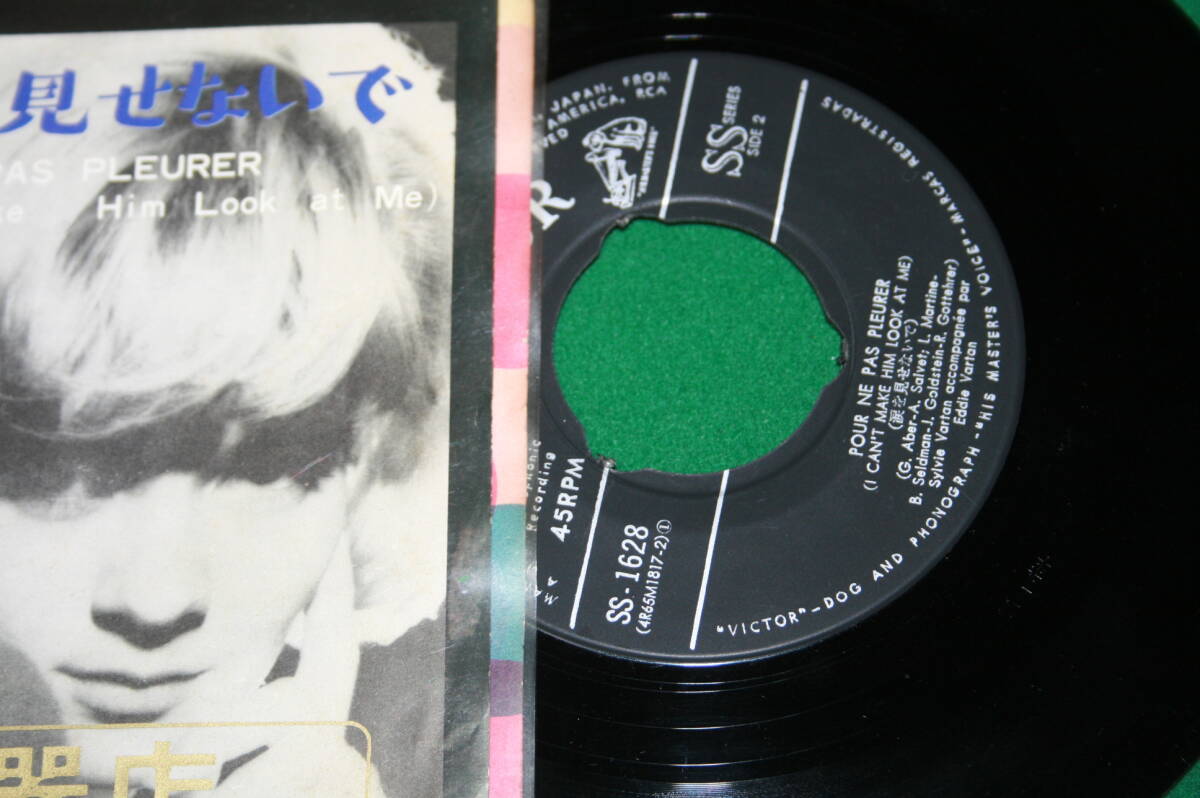 見せないで
PAS PLEURER
Him Look at Me)
JAPAN, FROM
AMERICA, RCA
R
"HIS MASTER'S VOICE"
SS SERIES
SIDE 2
POUR NE PAS PLEURER
(I CAN'T MAKE HIM LOOK AT ME)
(涙を見せないで)
(G. Aber-A. Salvet; L. Martine-
B. Seldman-J. Goldstein-R. Gottehrer)
Sylvie Vartan accompagnée par
Eddie Vartan
Recording
45RPM
SS-1628
(4R65M1817-2)①
"VICTOR"-DOG AND PHONOGRAPH-"HIS MASTER'S VOICE"-MARCAS REGISTRADAS